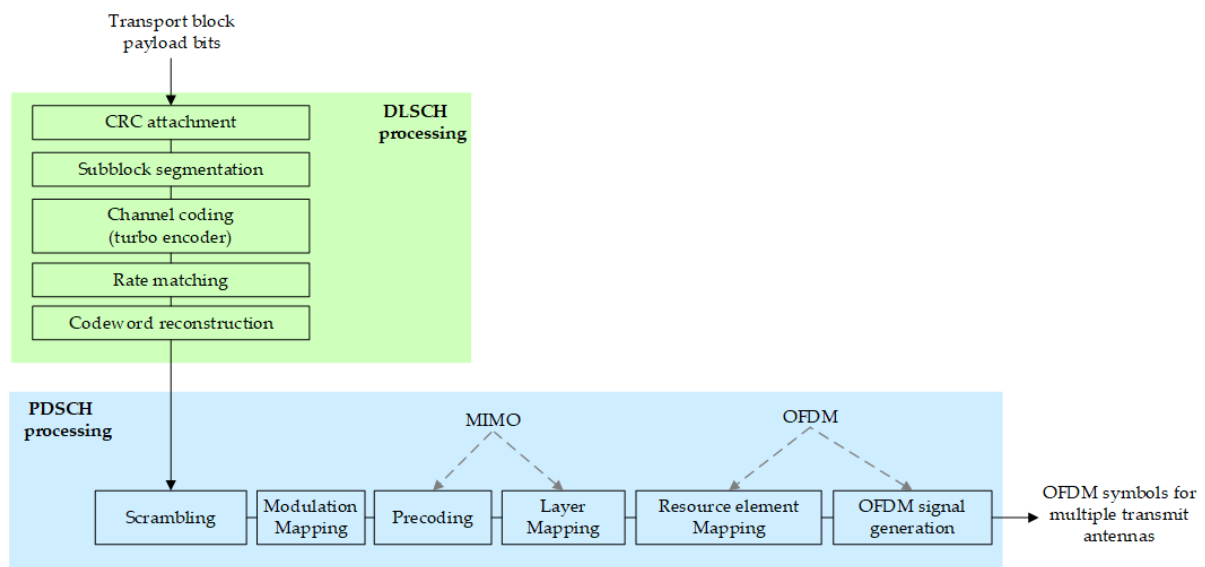 Transport block
payload bits
DLSCH
processing
CRC attachment
Subblock segmentation
Channel coding
(turbo encoder)
Rate matching
Codeword reconstruction
PDSCH
processing
MIMO
OFDM
Scrambling
Modulation
Mapping
Precoding
Layer
Mapping
Resource element
Mapping
OFDM signal
generation
OFDM symbols for
multiple transmit
antennas